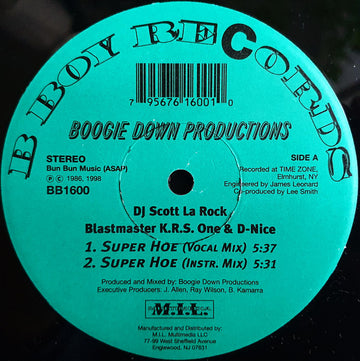 B BOY RECORDS
7 95676 16001 0
BOOGIE DOWN PRODUCTIONS
STEREO
Bun Bun Music (ASAP)
℗ © 1986, 1998
BB1600
SIDE A
Recorded at TIME ZONE,
Elmhurst, NY
Engineered by James Leonard
Co-produced by Lee Smith
DJ Scott La Rock
Blastmaster K.R.S. One & D-Nice
1. SUPER HOE (VOCAL MIX) 5:37
2. SUPER HOE (INSTR. MIX) 5:31
Produced and Mixed by: Boogie Down Productions
Executive Producers: J. Allen, Ray Wilson, B. Kamarra
M.I.L.
Manufactured and Distributed by:
M.I.L. Multimedia LLC
77-99 West Sheffield Avenue
Englewood, NJ 07631